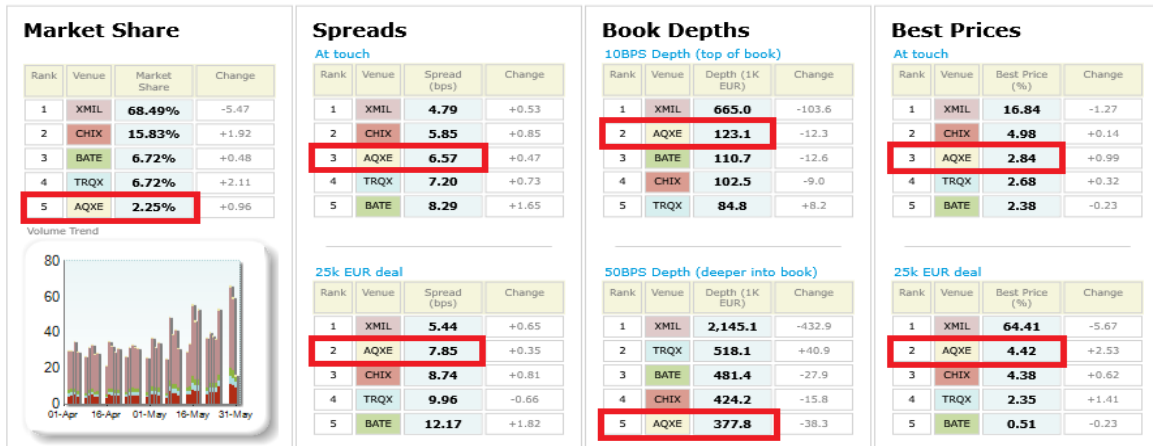 Market Share
Rank Venue Market Share Change
1 XMIL 68.49% -5.47
2 CHIX 15.83% +1.92
3 BATE 6.72% +0.48
4 TRQX 6.72% +2.11
5 AQXE 2.25% +0.96
Volume Trend
80
60
40
20
0
01-Apr 16-Apr 01-May 16-May 31-May
Spreads
At touch
Rank Venue Spread (bps) Change
1 XMIL 4.79 +0.53
2 CHIX 5.85 +0.85
3 AQXE 6.57 +0.47
4 TRQX 7.20 +0.73
5 BATE 8.29 +1.65
25k EUR deal
Rank Venue Spread (bps) Change
1 XMIL 5.44 +0.65
2 AQXE 7.85 +0.35
3 CHIX 8.74 +0.81
4 TRQX 9.96 -0.66
5 BATE 12.17 +1.82
Book Depths
10BPS Depth (top of book)
Rank Venue Depth (1K EUR) Change
1 XMIL 665.0 -103.6
2 AQXE 123.1 -12.3
3 BATE 110.7 -12.6
4 CHIX 102.5 -9.0
5 TRQX 84.8 +8.2
50BPS Depth (deeper into book)
Rank Venue Depth (1K EUR) Change
1 XMIL 2,145.1 -432.9
2 TRQX 518.1 +40.9
3 BATE 481.4 -27.9
4 CHIX 424.2 -15.8
5 AQXE 377.8 -38.3
Best Prices
At touch
Rank Venue Best Price (%) Change
1 XMIL 16.84 -1.27
2 CHIX 4.98 +0.14
3 AQXE 2.84 +0.99
4 TRQX 2.68 +0.32
5 BATE 2.38 -0.23
25k EUR deal
Rank Venue Best Price (%) Change
1 XMIL 64.41 -5.67
2 AQXE 4.42 +2.53
3 CHIX 4.38 +0.62
4 TRQX 2.35 +1.41
5 BATE 0.51 -0.23